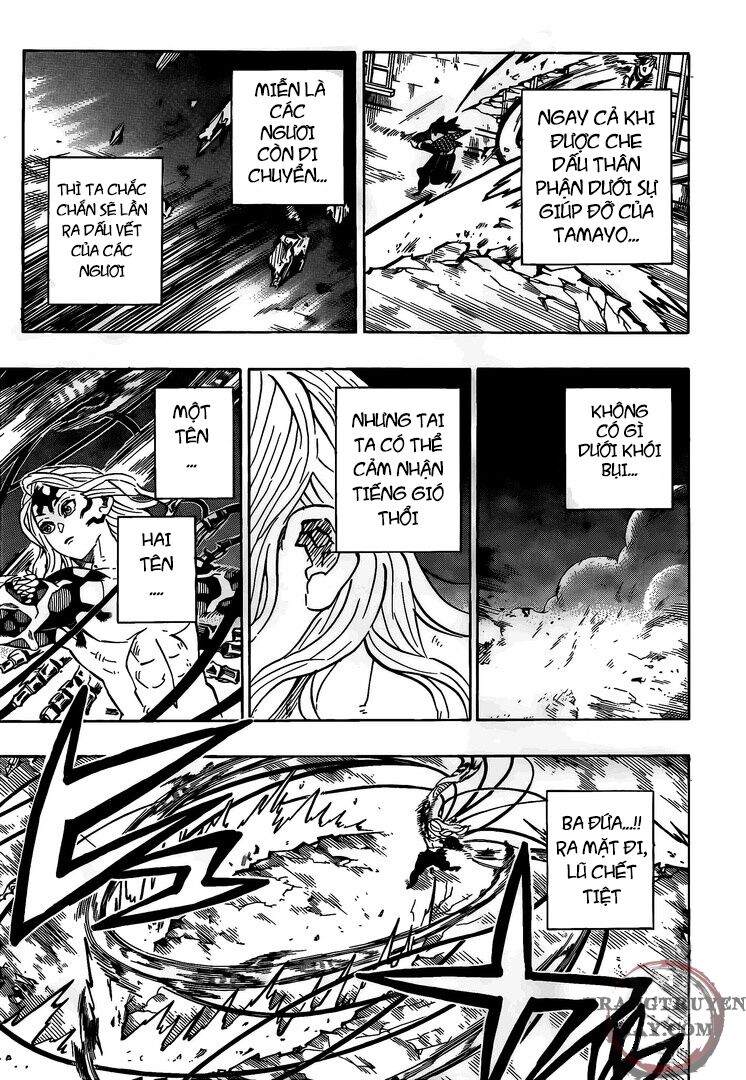 NGAY CẢ KHI
ĐƯỢC CHE
DẤU THÂN
PHẬN DƯỚI SỰ
GIÚP ĐỠ CỦA
TAMAYO...
MIỄN LÀ
CÁC
NGƯƠI
CÒN DI
CHUYỂN...
THÌ TA CHẮC
CHẮN SẼ LẦN
RA DẤU VẾT
CỦA CÁC
NGƯƠI
KHÔNG
CÓ GÌ
DƯỚI KHÓI
BỤI...
NHƯNG TAI
TA CÓ THỂ
CẢM NHẬN
TIẾNG GIÓ
THỔI
MỘT
TÊN
...
HAI
TÊN
....
BA ĐỨA...!!
RA MẶT ĐI,
LŨ CHẾT
TIỆT
ビヒ